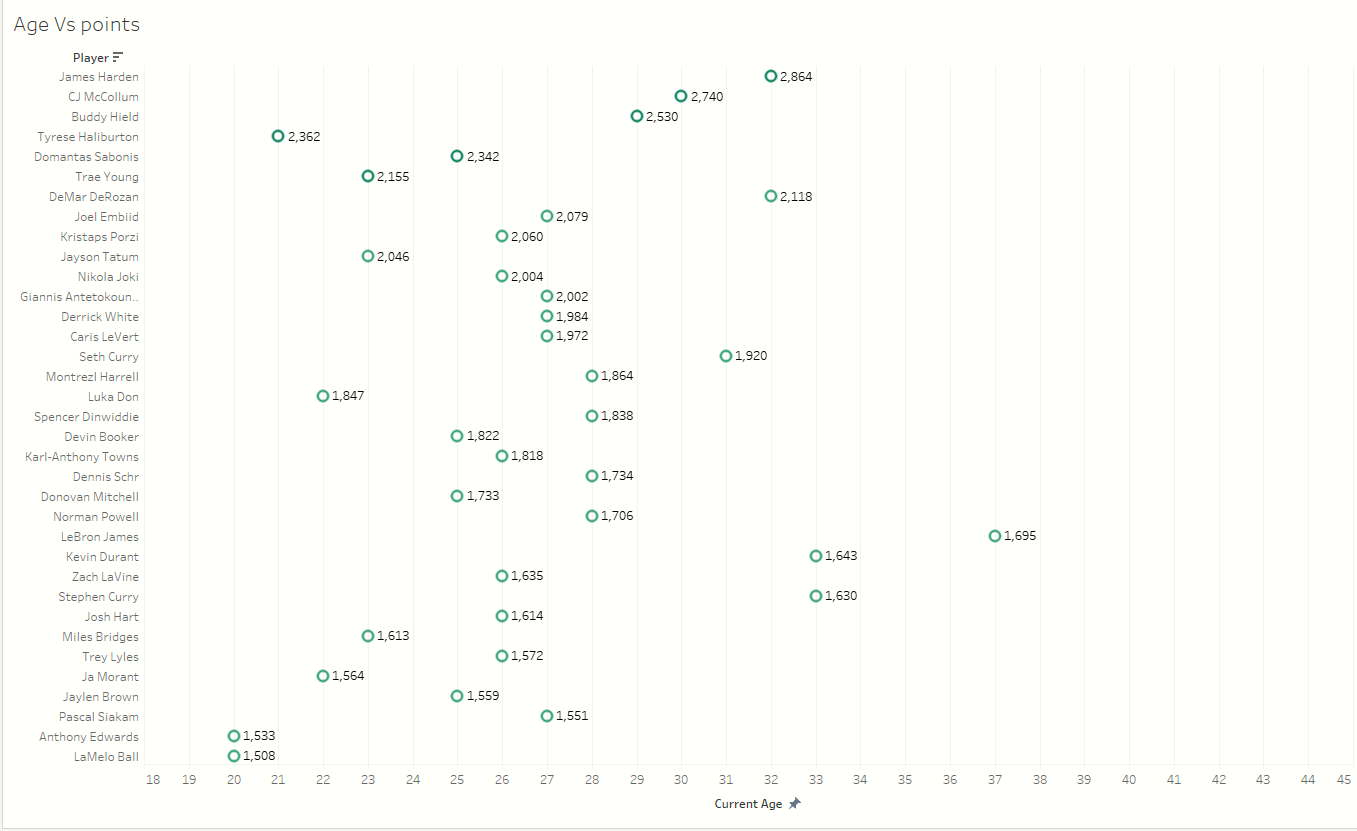 Age Vs points
Player
James Harden 2,864
CJ McCollum 2,740
Buddy Hield 2,530
Tyrese Haliburton 2,362
Domantas Sabonis 2,342
Trae Young 2,155
DeMar DeRozan 2,118
Joel Embiid 2,079
Kristaps Porzi 2,060
Jayson Tatum 2,046
Nikola Joki 2,004
Giannis Antetokoun.. 2,002
Derrick White 1,984
Caris LeVert 1,972
Seth Curry 1,920
Montrezl Harrell 1,864
Luka Don 1,847
Spencer Dinwiddie 1,838
Devin Booker 1,822
Karl-Anthony Towns 1,818
Dennis Schr 1,734
Donovan Mitchell 1,733
Norman Powell 1,706
LeBron James 1,695
Kevin Durant 1,643
Zach LaVine 1,635
Stephen Curry 1,630
Josh Hart 1,614
Miles Bridges 1,613
Trey Lyles 1,572
Ja Morant 1,564
Jaylen Brown 1,559
Pascal Siakam 1,551
Anthony Edwards 1,533
LaMelo Ball 1,508
18 19 20 21 22 23 24 25 26 27 28 29 30 31 32 33 34 35 36 37 38 39 40 41 42 43 44 45
Current Age